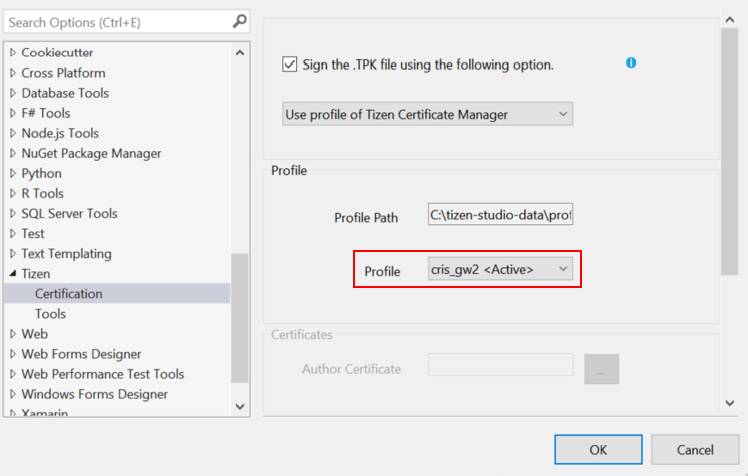 Search Options (Ctrl+E)
Cookiecutter
Cross Platform
Database Tools
F# Tools
Node.js Tools
NuGet Package Manager
Python
R Tools
SQL Server Tools
Test
Text Templating
Tizen
Certification
Tools
Web
Web Forms Designer
Web Performance Test Tools
Windows Forms Designer
Xamarin
Sign the .TPK file using the following option.
Use profile of Tizen Certificate Manager
Profile
Profile Path
C:\tizen-studio-data\prof
Profile
cris_gw2 <Active>
Certificates
Author Certificate
...
OK
Cancel